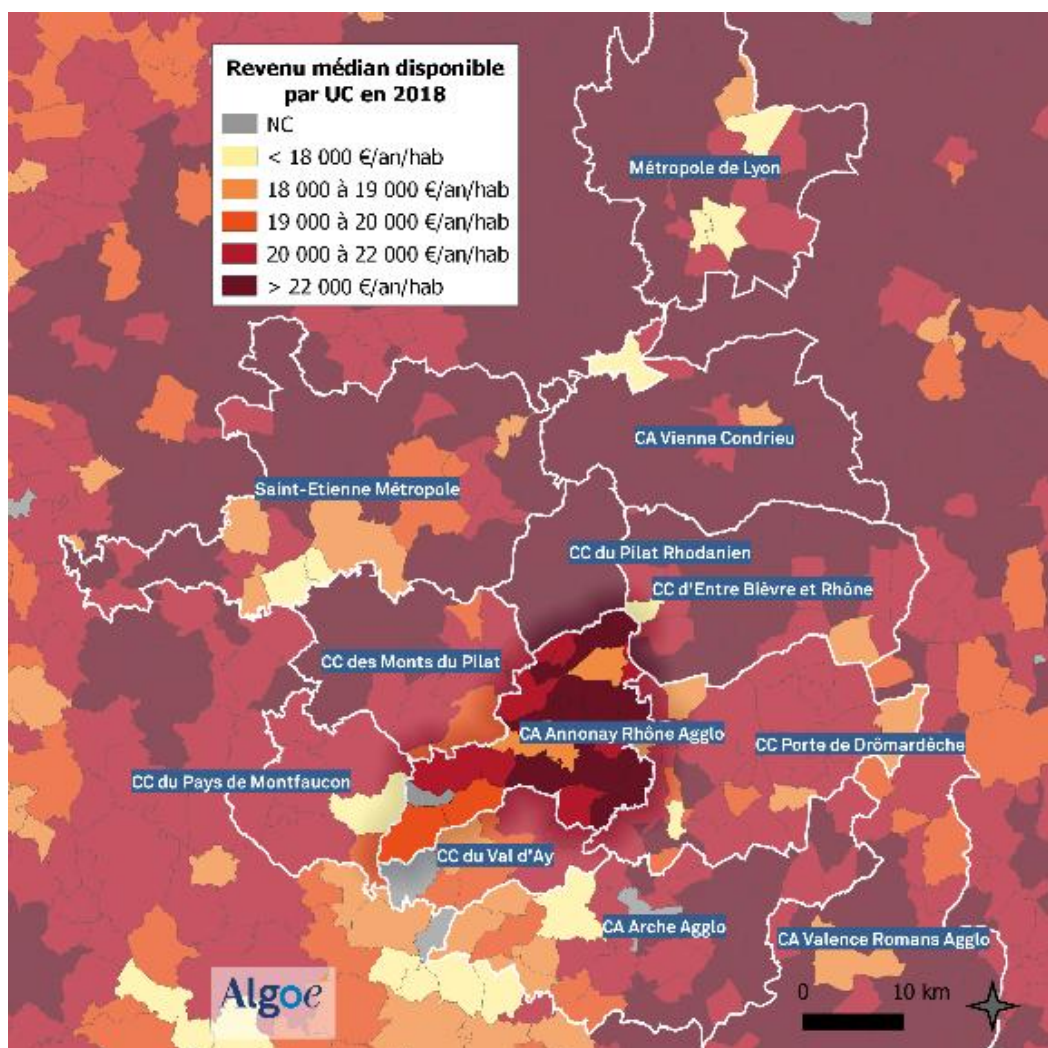 Revenu médian disponible
par UC en 2018
NC
< 18 000 €/an/hab
18 000 à 19 000 €/an/hab
19 000 à 20 000 €/an/hab
20 000 à 22 000 €/an/hab
> 22 000 €/an/hab
Métropole de Lyon
CA Vienne Condrieu
Saint-Etienne Métropole
CC du Pilat Rhodanien
CC d'Entre Bièvre et Rhône
CC des Monts du Pilat
CA Annonay Rhône Agglo
CC Porte de Drômardèche
CC du Pays de Montfaucon
CC du Val d'Ay
CA Arche Agglo
CA Valence Romans Agglo
Algoe
0 10 km